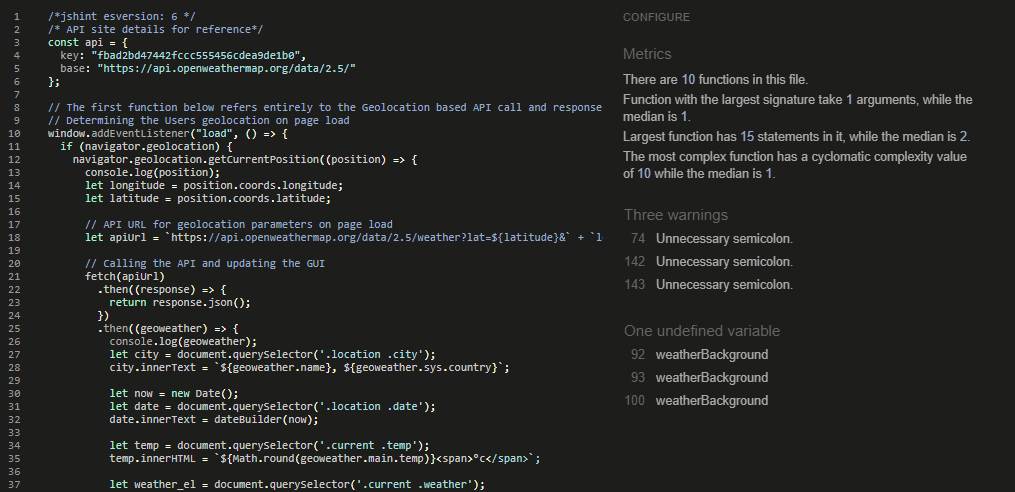 1 /*jshint esversion: 6 */
2 /* API site details for reference*/
3 const api = {
4 key: "fbad2bd47442fccc555456cdea9de1b0",
5 base: "https://api.openweathermap.org/data/2.5/"
6 };
7
8 // The first function below refers entirely to the Geolocation based API call and response
9 // Determining the Users geolocation on page load
10 window.addEventListener("load", () => {
11 if (navigator.geolocation) {
12 navigator.geolocation.getCurrentPosition((position) => {
13 console.log(position);
14 let longitude = position.coords.longitude;
15 let latitude = position.coords.latitude;
16
17 // API URL for geolocation parameters on page load
18 let apiUrl = `https://api.openweathermap.org/data/2.5/weather?lat=${latitude}&` + `l
19
20 // Calling the API and updating the GUI
21 fetch(apiUrl)
22 .then((response) => {
23 return response.json();
24 })
25 .then((geoweather) => {
26 console.log(geoweather);
27 let city = document.querySelector('.location .city');
28 city.innerText = `${geoweather.name}, ${geoweather.sys.country}`;
29
30 let now = new Date();
31 let date = document.querySelector('.location .date');
32 date.innerText = dateBuilder(now);
33
34 let temp = document.querySelector('.current .temp');
35 temp.innerHTML = `${Math.round(geoweather.main.temp)}<span>°c</span>`;
36
37 let weather_el = document.querySelector('.current .weather');
CONFIGURE
Metrics
There are 10 functions in this file.
Function with the largest signature take 1 arguments, while the
median is 1.
Largest function has 15 statements in it, while the median is 2.
The most complex function has a cyclomatic complexity value
of 10 while the median is 1.
Three warnings
74 Unnecessary semicolon.
142 Unnecessary semicolon.
143 Unnecessary semicolon.
One undefined variable
92 weatherBackground
93 weatherBackground
100 weatherBackground